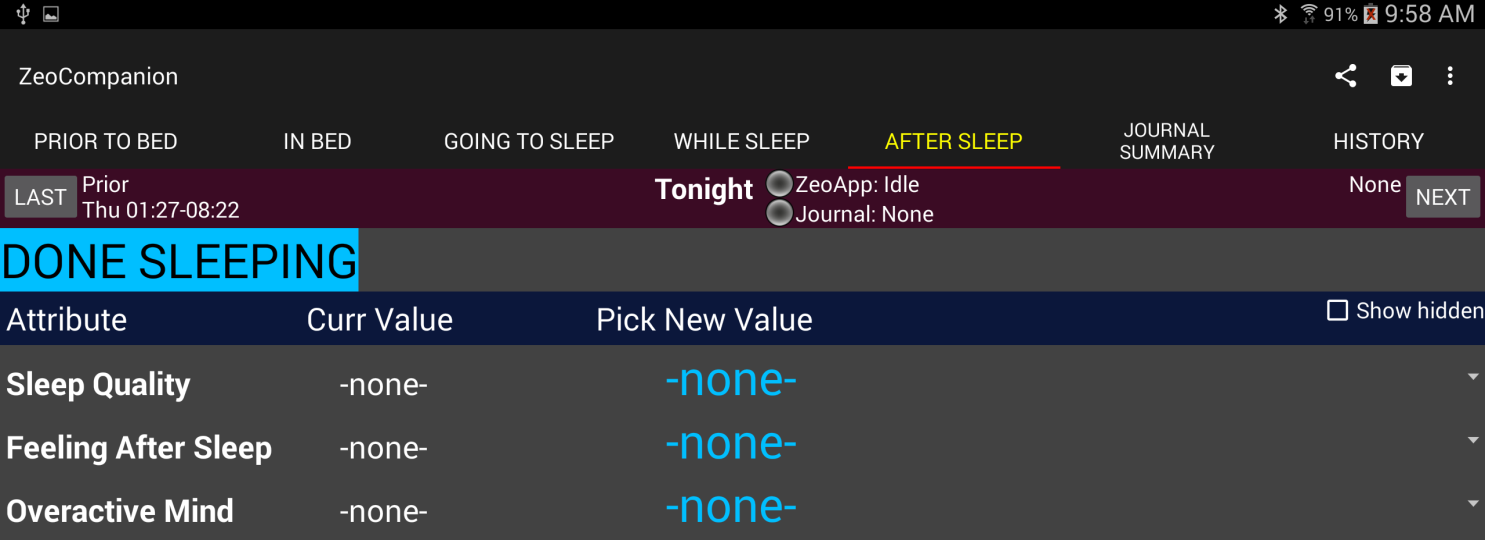 91% 9:58 AM
ZeoCompanion
PRIOR TO BED IN BED GOING TO SLEEP WHILE SLEEP AFTER SLEEP JOURNAL SUMMARY HISTORY
LAST Prior Thu 01:27-08:22 Tonight ZeoApp: Idle Journal: None None NEXT
DONE SLEEPING
Attribute Curr Value Pick New Value Show hidden
Sleep Quality -none- -none-
Feeling After Sleep -none- -none-
Overactive Mind -none- -none-